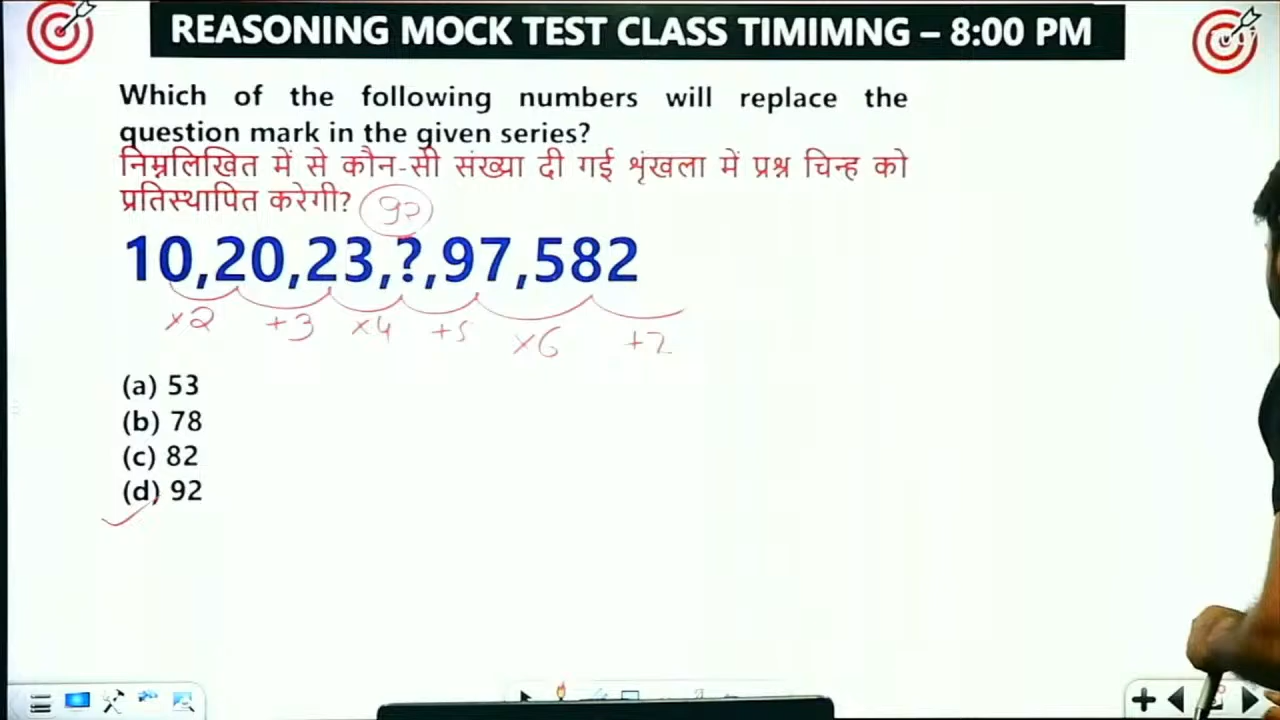 REASONING MOCK TEST CLASS TIMIMNG – 8:00 PM
Which of the following numbers will replace the
question mark in the given series?
निम्नलिखित में से कौन-सी संख्या दी गई शृंखला में प्रश्न चिन्ह को
प्रतिस्थापित करेगी?
92
10,20,23,?,97,582
×2 +3 ×4 +5 ×6 +7
(a) 53
(b) 78
(c) 82
(d) 92